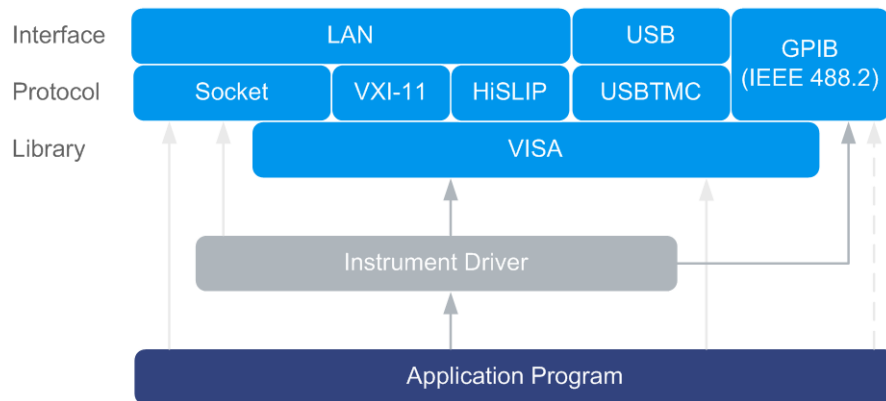 Interface
LAN
USB
GPIB
(IEEE 488.2)
Protocol
Socket
VXI-11
HiSLIP
USBTMC
Library
VISA
Instrument Driver
Application Program